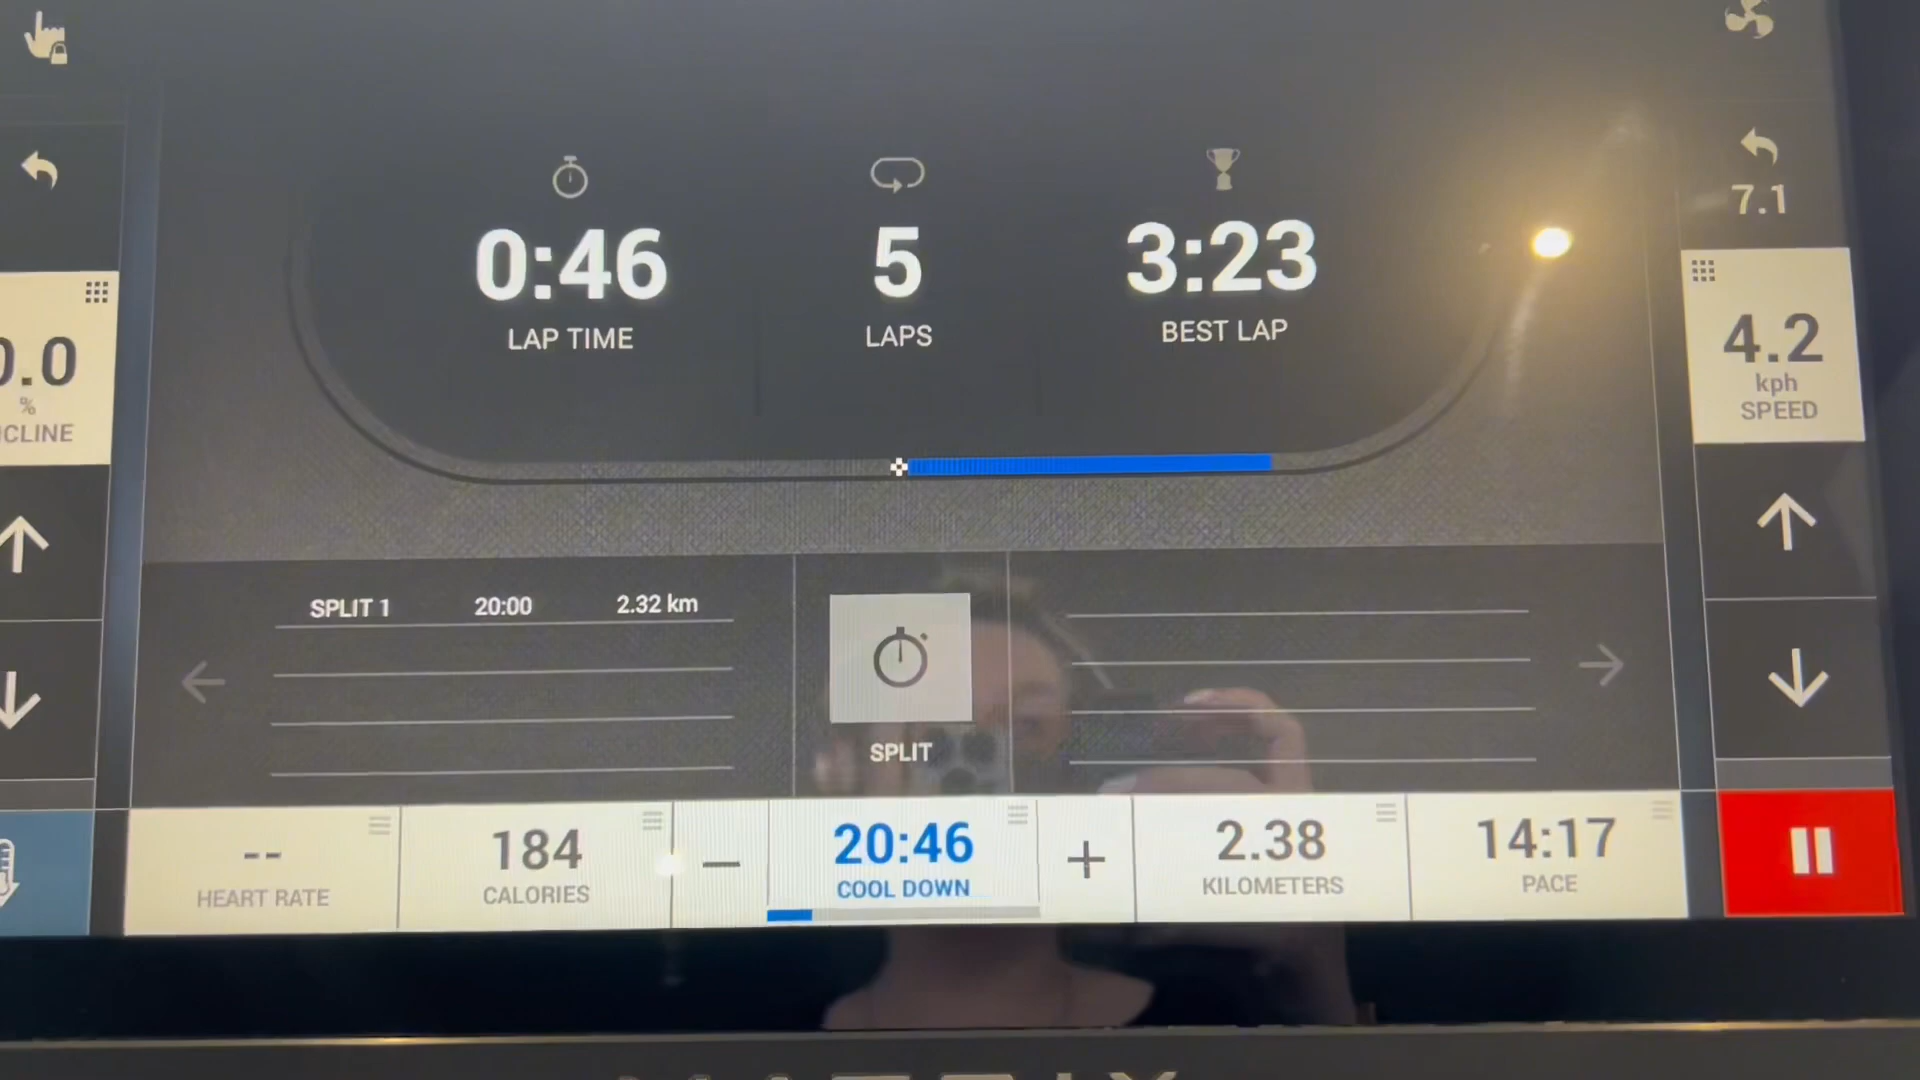 0:46
LAP TIME
5
LAPS
3:23
BEST LAP
7.1
4.2
kph
SPEED
%
SPLIT 1 20:00 2.32 km
SPLIT
--
HEART RATE
184
CALORIES
−
20:46
COOL DOWN
+
2.38
KILOMETERS
14:17
PACE